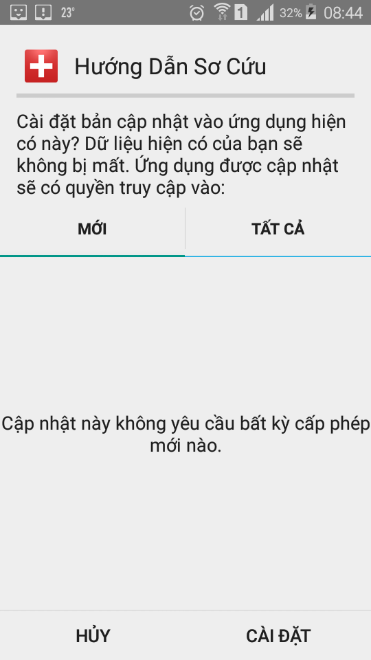 23°
1
32%
08:44
Hướng Dẫn Sơ Cứu
Cài đặt bản cập nhật vào ứng dụng hiện
có này? Dữ liệu hiện có của bạn sẽ
không bị mất. Ứng dụng được cập nhật
sẽ có quyền truy cập vào:
MỚI
TẤT CẢ
Cập nhật này không yêu cầu bất kỳ cấp phép
mới nào.
HỦY
CÀI ĐẶT